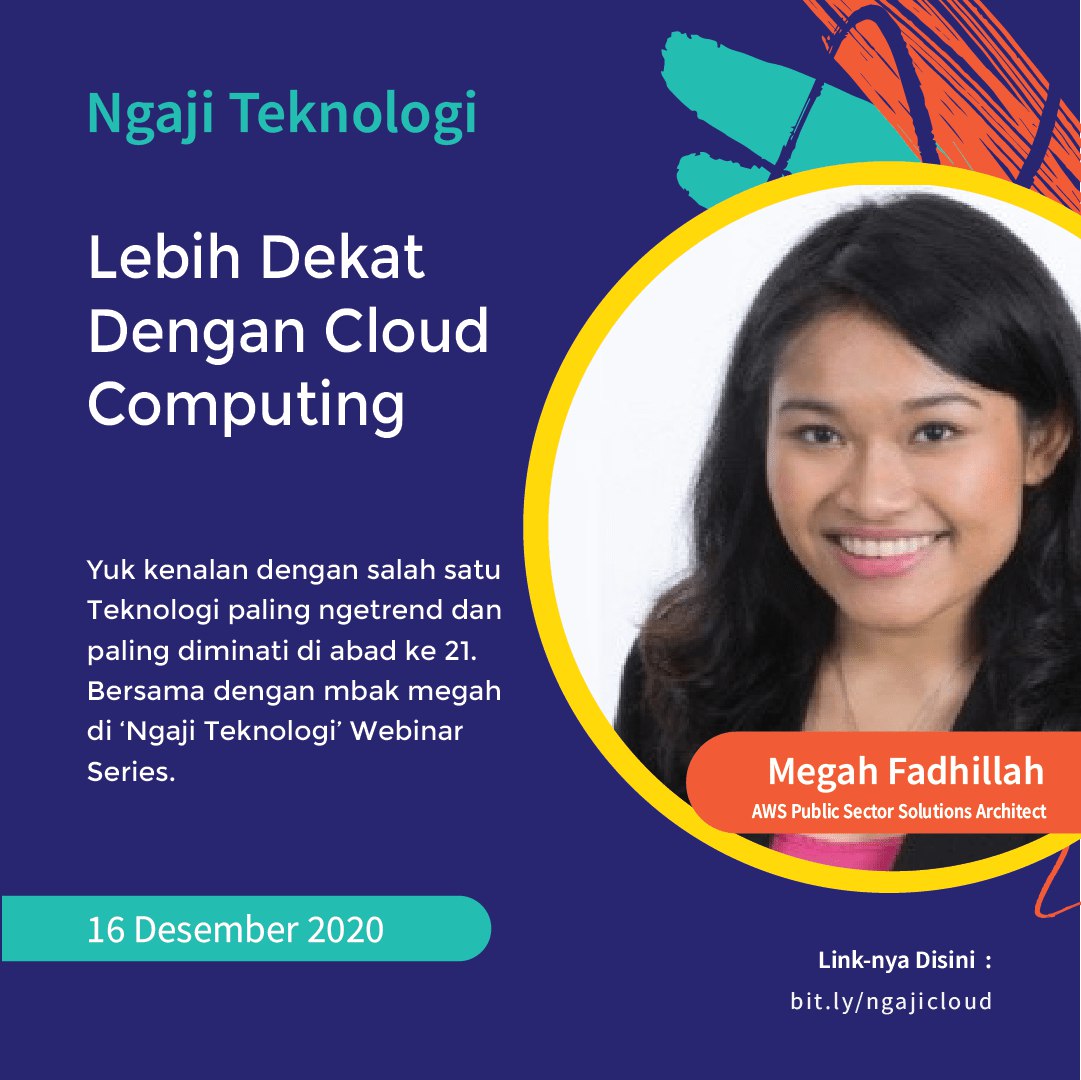 Ngaji Teknologi
Lebih Dekat
Dengan Cloud
Computing
Yuk kenalan dengan salah satu
Teknologi paling ngetrend dan
paling diminati di abad ke 21.
Bersama dengan mbak megah
di ‘Ngaji Teknologi’ Webinar
Series.
Megah Fadhillah
AWS Public Sector Solutions Architect
16 Desember 2020
Link-nya Disini :
bit.ly/ngajicloud